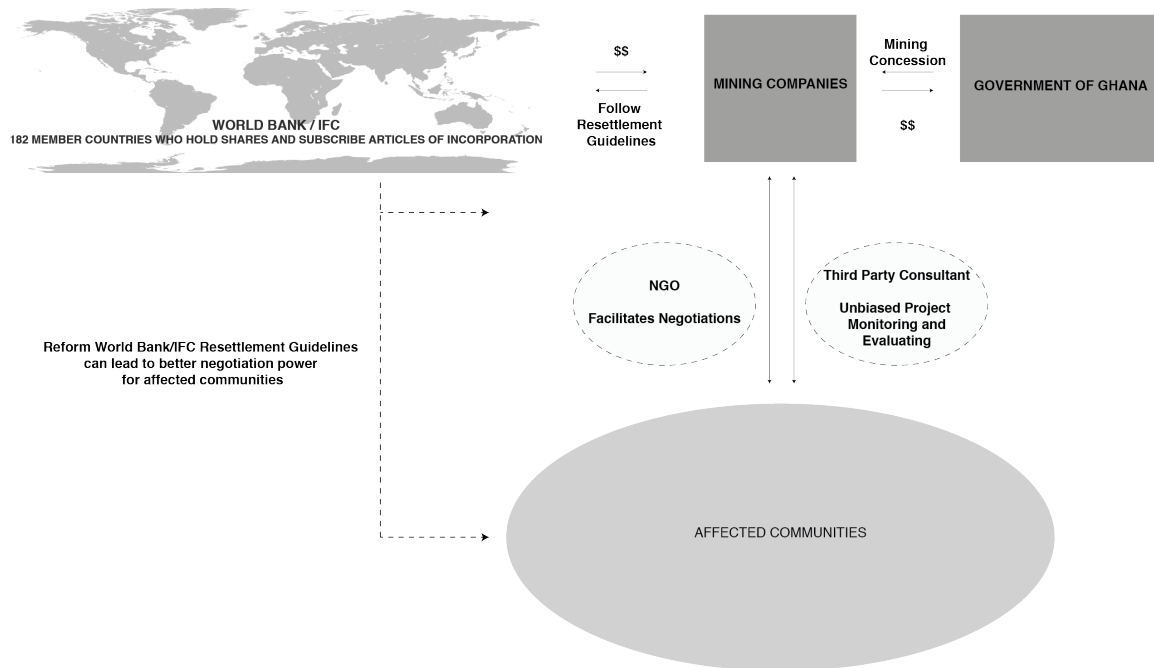 WORLD BANK / IFC
182 MEMBER COUNTRIES WHO HOLD SHARES AND SUBSCRIBE ARTICLES OF INCORPORATION
$$
Follow
Resettlement
Guidelines
MINING COMPANIES
Mining
Concession
$$
GOVERNMENT OF GHANA
NGO
Facilitates Negotiations
Third Party Consultant
Unbiased Project
Monitoring and
Evaluating
Reform World Bank/IFC Resettlement Guidelines
can lead to better negotiation power
for affected communities
AFFECTED COMMUNITIES